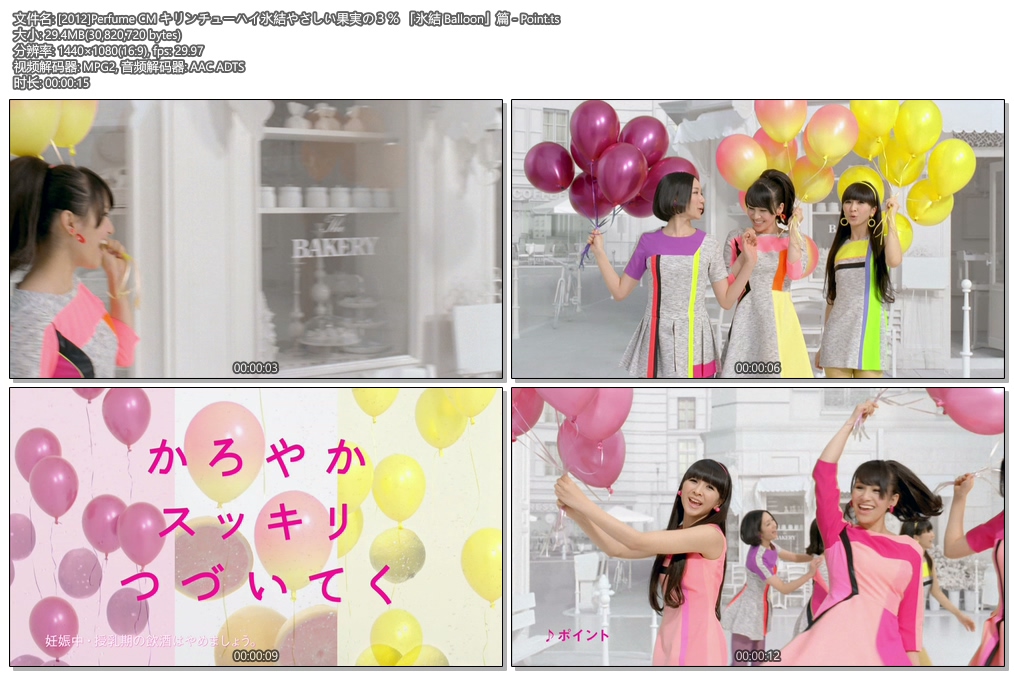 文件名: [2012]Perfume CM キリンチューハイ氷結やさしい果実の３％ 「氷結 Balloon」篇 - Point.ts
大小: 29.4MB(30,820,720 bytes)
分辨率: 1440×1080(16:9), fps: 29.97
视频解码器: MPG2, 音频解码器: AAC ADTS
时长: 00:00:15
The
BAKERY
00:00:03
B
00:00:06
かろやか
スッキリ
つづいてく
妊娠中・授乳期の飲酒はやめましょう。
00:00:09
♪ポイント
00:00:12